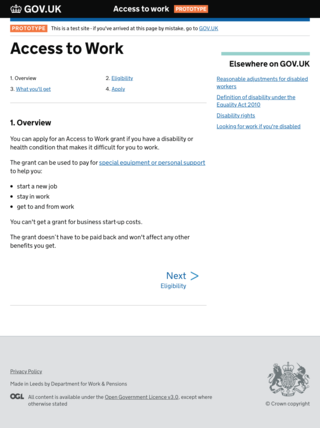 GOV.UK
Access to work PROTOTYPE
PROTOTYPE This is a test site - if you've arrived at this page by mistake, go to GOV.UK
Access to Work
1. Overview
2. Eligibility
3. What you'll get
4. Apply
Elsewhere on GOV.UK
Reasonable adjustments for disabled
workers
Definition of disability under the
Equality Act 2010
Disability rights
Looking for work if you're disabled
1. Overview
You can apply for an Access to Work grant if you have a disability or
health condition that makes it difficult for you to work.
The grant can be used to pay for special equipment or personal support
to help you:
• start a new job
• stay in work
• get to and from work
You can't get a grant for business start-up costs.
The grant doesn't have to be paid back and won't affect any other
benefits you get.
Next >
Eligibility
Privacy Policy
Made in Leeds by Department for Work & Pensions
OGL All content is available under the Open Government Licence v3.0, except where
otherwise stated
© Crown copyright